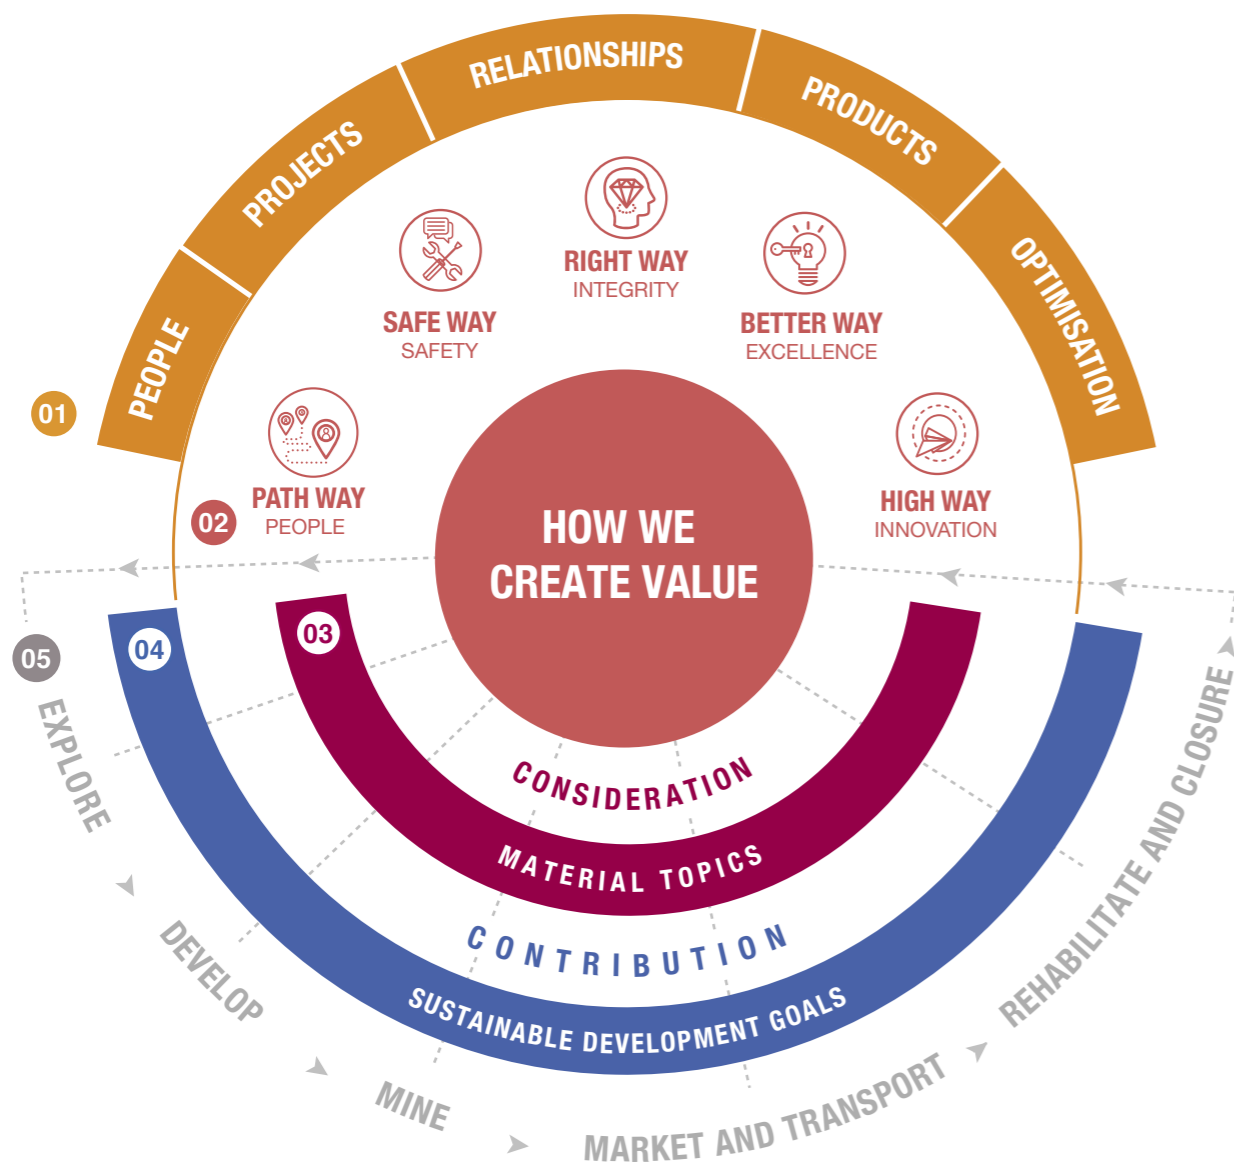 01
PEOPLE
PROJECTS
RELATIONSHIPS
PRODUCTS
OPTIMISATION
02
PATH WAY
PEOPLE
SAFE WAY
SAFETY
RIGHT WAY
INTEGRITY
BETTER WAY
EXCELLENCE
HIGH WAY
INNOVATION
HOW WE
CREATE VALUE
03
CONSIDERATION
MATERIAL TOPICS
04
CONTRIBUTION
SUSTAINABLE DEVELOPMENT GOALS
05
EXPLORE
DEVELOP
MINE
MARKET AND TRANSPORT
REHABILITATE AND CLOSURE